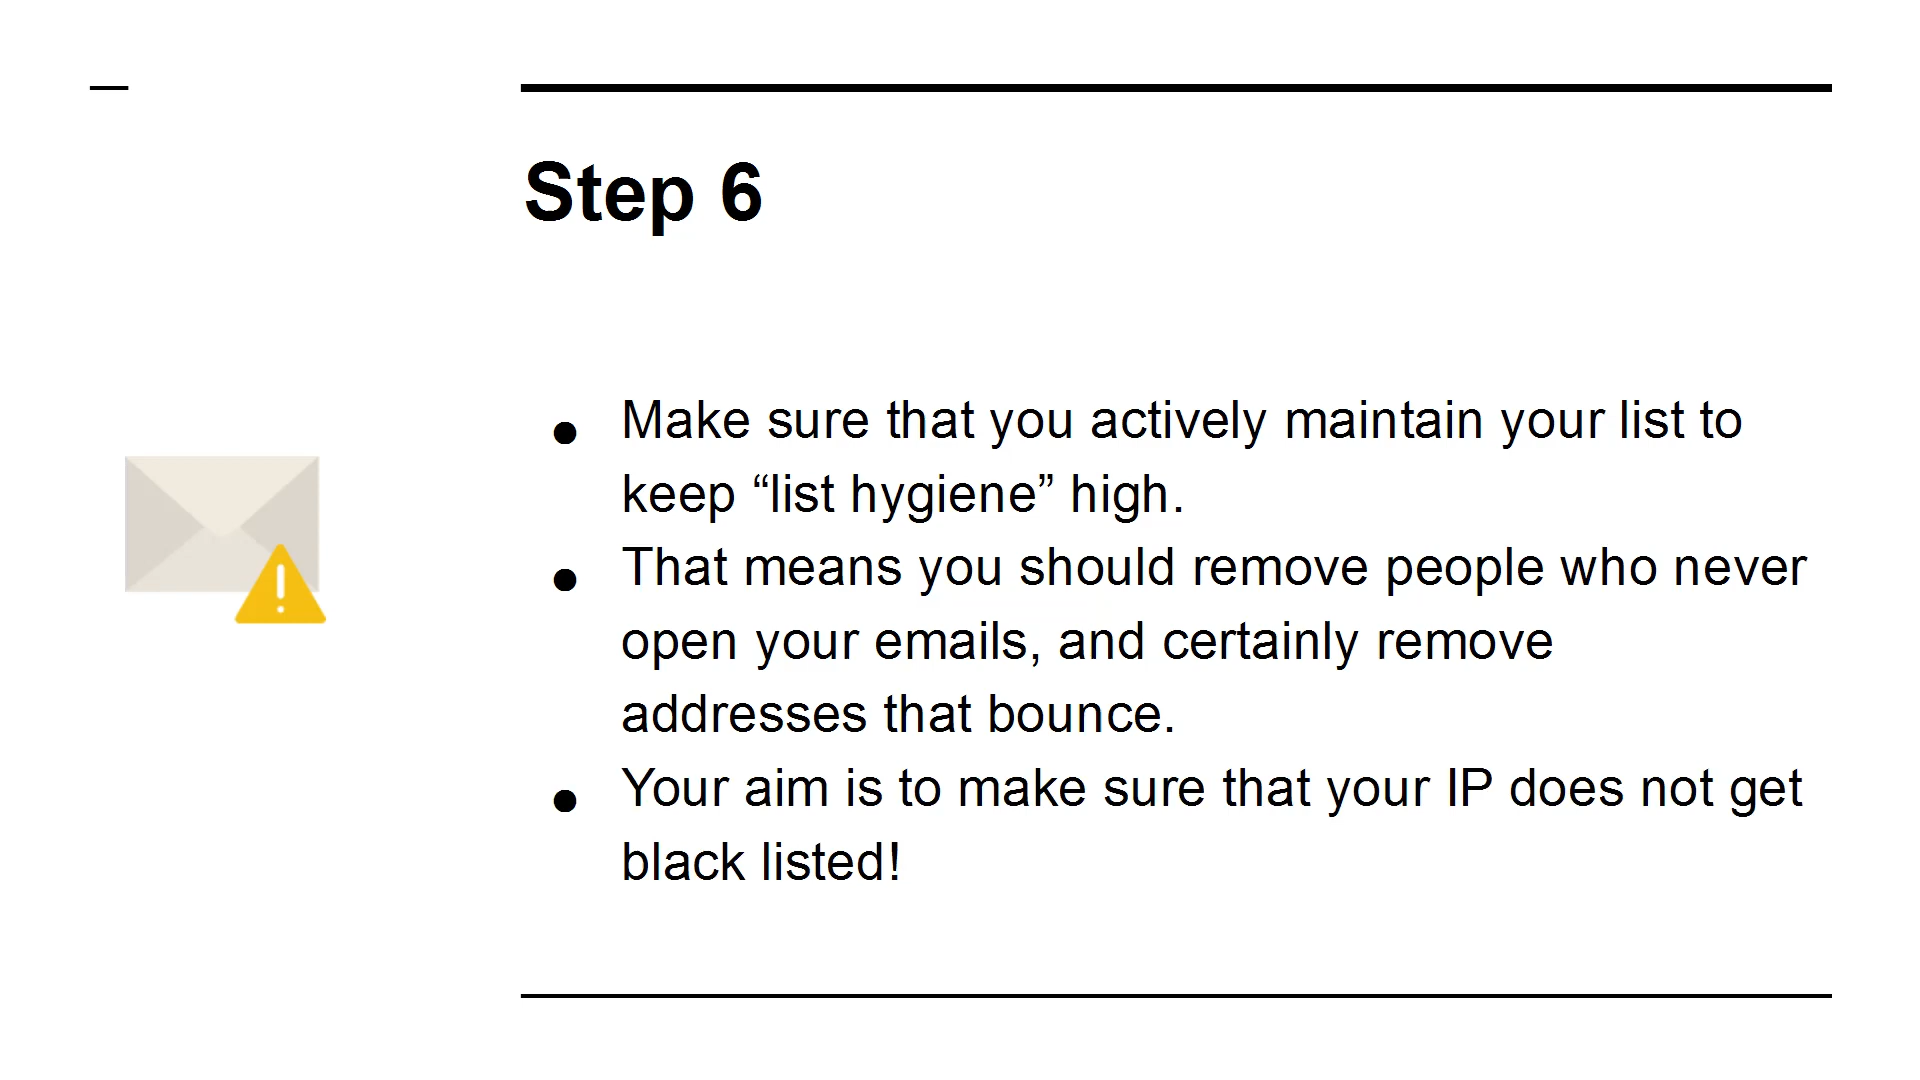 Step 6
● Make sure that you actively maintain your list to
keep “list hygiene” high.
● That means you should remove people who never
open your emails, and certainly remove
addresses that bounce.
● Your aim is to make sure that your IP does not get
black listed!